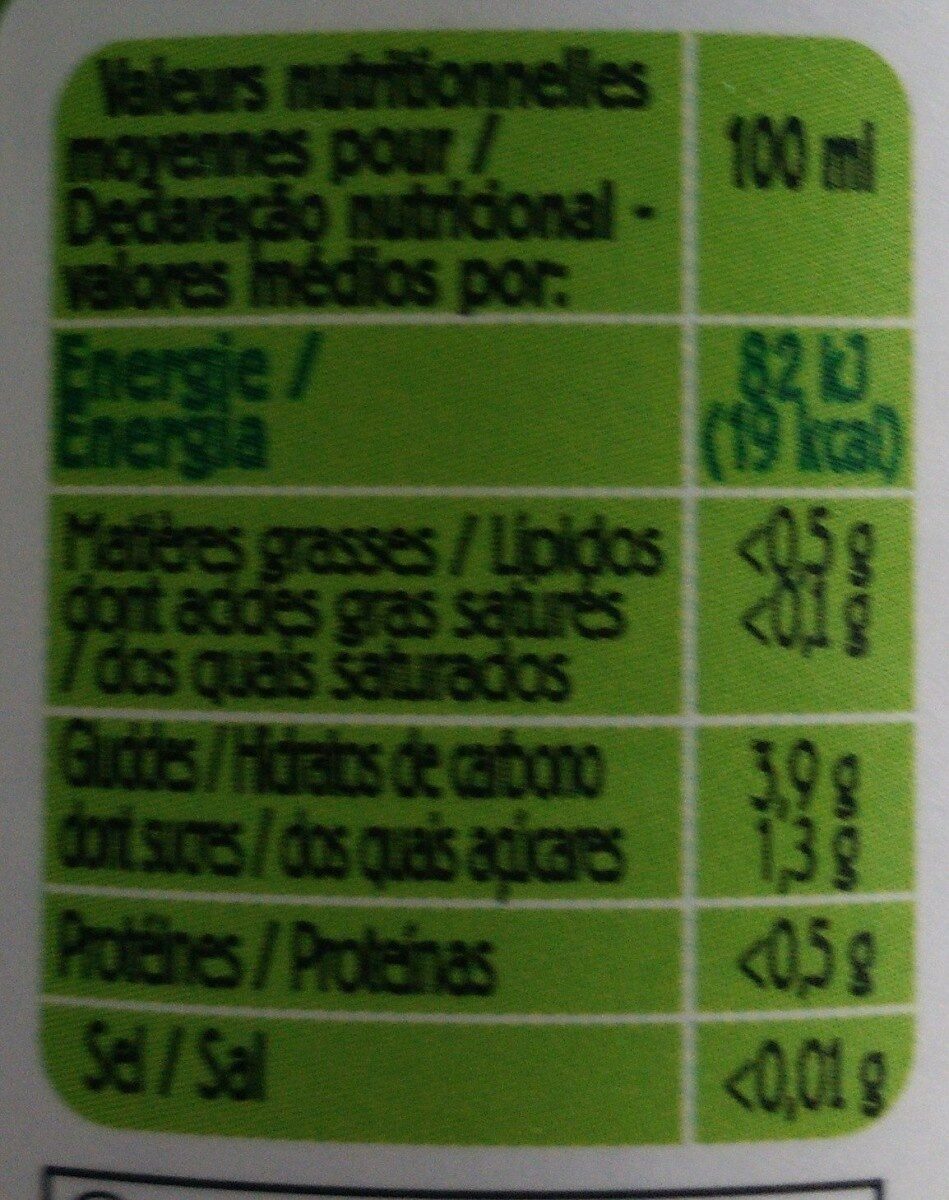 Valeurs nutritionnelles
moyennes pour /
Declaração nutricional -
valores médios por:
100 ml
Energie /
Energia
82 kJ
(19 kcal)
Matières grasses / Lípidos
dont acides gras saturés
/ dos quais saturados
<0,5 g
<0,1 g
Glucides / Hidratos de carbono
dont sucres / dos quais açúcares
3,9 g
1,3 g
Protéines / Proteínas
<0,5 g
Sel / Sal
<0,01 g